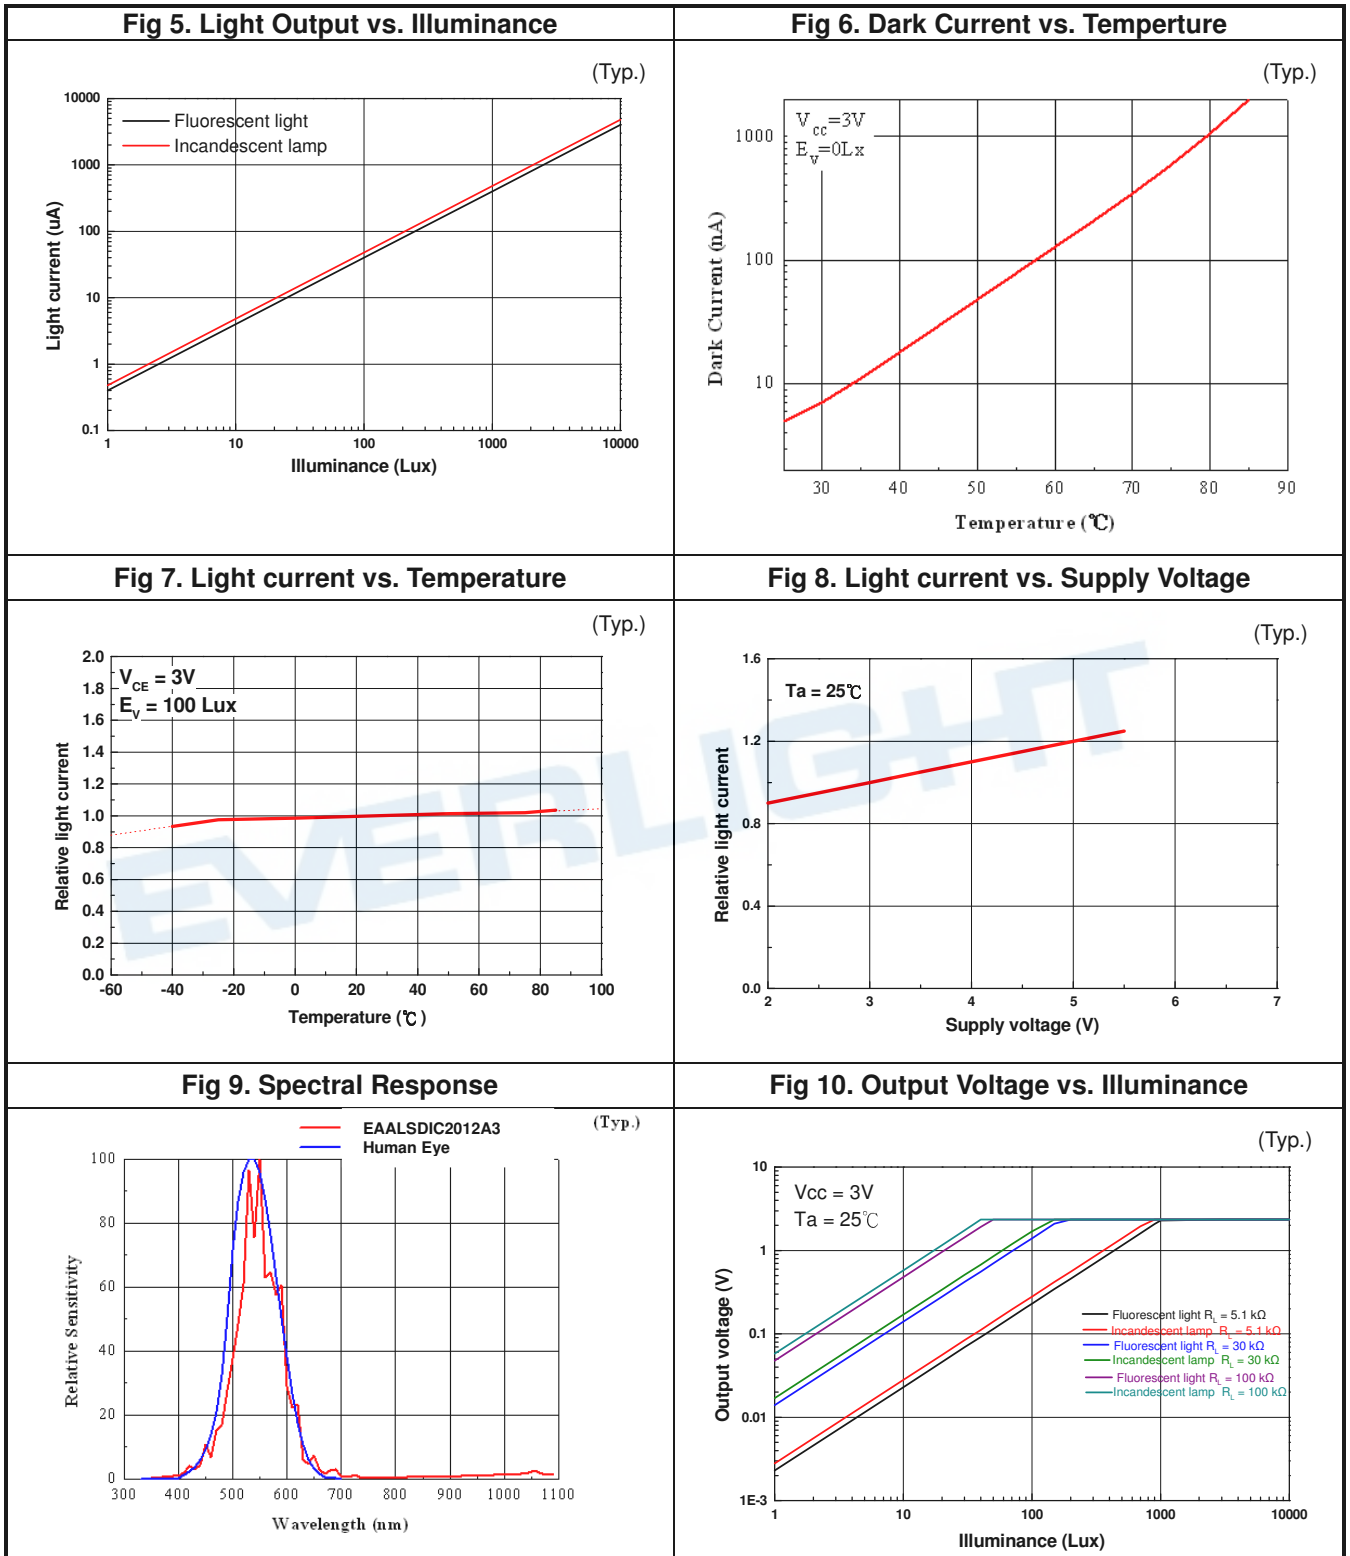 Fig 5. Light Output vs. Illuminance
(Typ.)
10000
1000
100
10
1
0.1
Fluorescent light
Incandescent lamp
Light current (uA)
1 10 100 1000 10000
Illuminance (Lux)
Fig 6. Dark Current vs. Temperture
(Typ.)
Vcc=3V
Ev=0Lx
1000
100
10
Dark Current (nA)
30 40 50 60 70 80 90
Temperature (℃)
Fig 7. Light current vs. Temperature
(Typ.)
VCE = 3V
EV = 100 Lux
2.0
1.8
1.6
1.4
1.2
1.0
0.8
0.6
0.4
0.2
0.0
Relative light current
-60 -40 -20 0 20 40 60 80 100
Temperature (℃)
Fig 8. Light current vs. Supply Voltage
(Typ.)
Ta = 25℃
1.6
1.2
0.8
0.4
0.0
Relative light current
2 3 4 5 6 7
Supply voltage (V)
EVERLIGHT
Fig 9. Spectral Response
(Typ.)
EAALSDIC2012A3
Human Eye
100
80
60
40
20
0
Relative Sensitivity
300 400 500 600 700 800 900 1000 1100
Wavelength (nm)
Fig 10. Output Voltage vs. Illuminance
(Typ.)
Vcc = 3V
Ta = 25℃
10
1
0.1
0.01
1E-3
Output voltage (V)
Fluorescent light RL = 5.1 kΩ
Incandescent lamp RL = 5.1 kΩ
Fluorescent light RL = 30 kΩ
Incandescent lamp RL = 30 kΩ
Fluorescent light RL = 100 kΩ
Incandescent lamp RL = 100 kΩ
1 10 100 1000 10000
Illuminance (Lux)